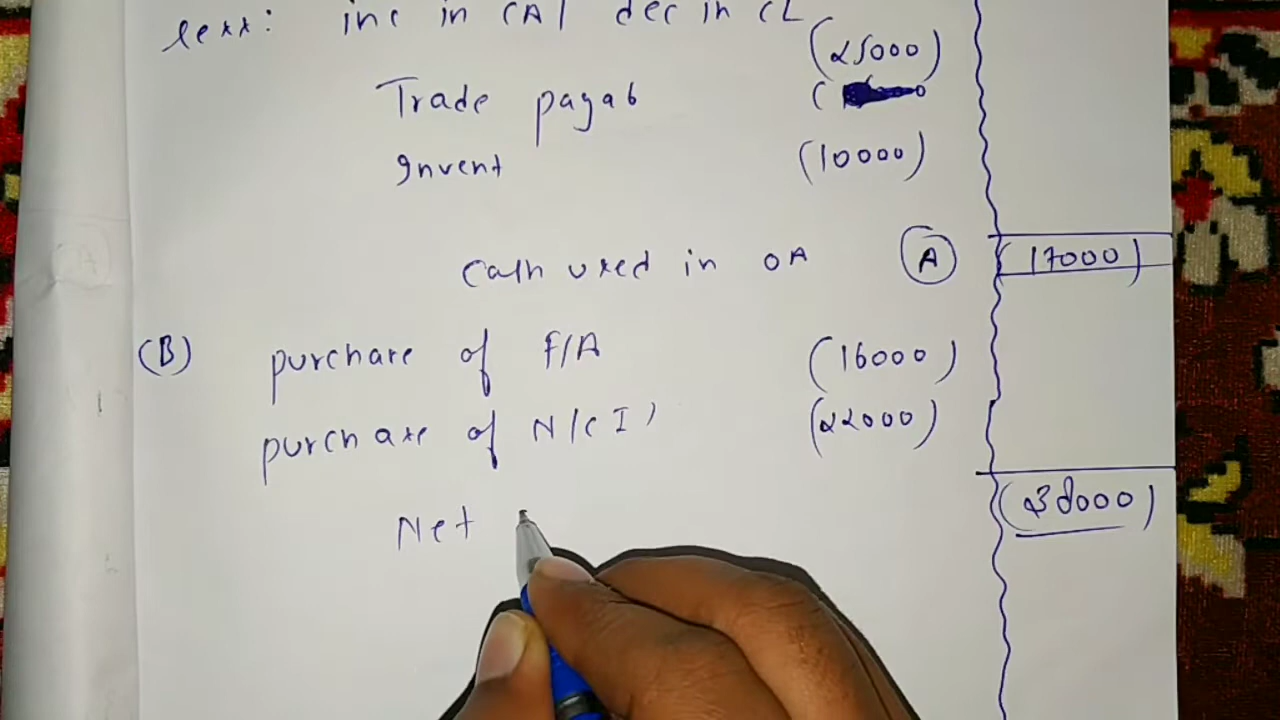 less: inc in CA / dec in CL
(25000)
Trade payab (
Invent (10000)
Cash used in OA (A) (17000)
(B) purchase of F/A (16000)
purchase of N/C I) (22000)
(38000)
Net